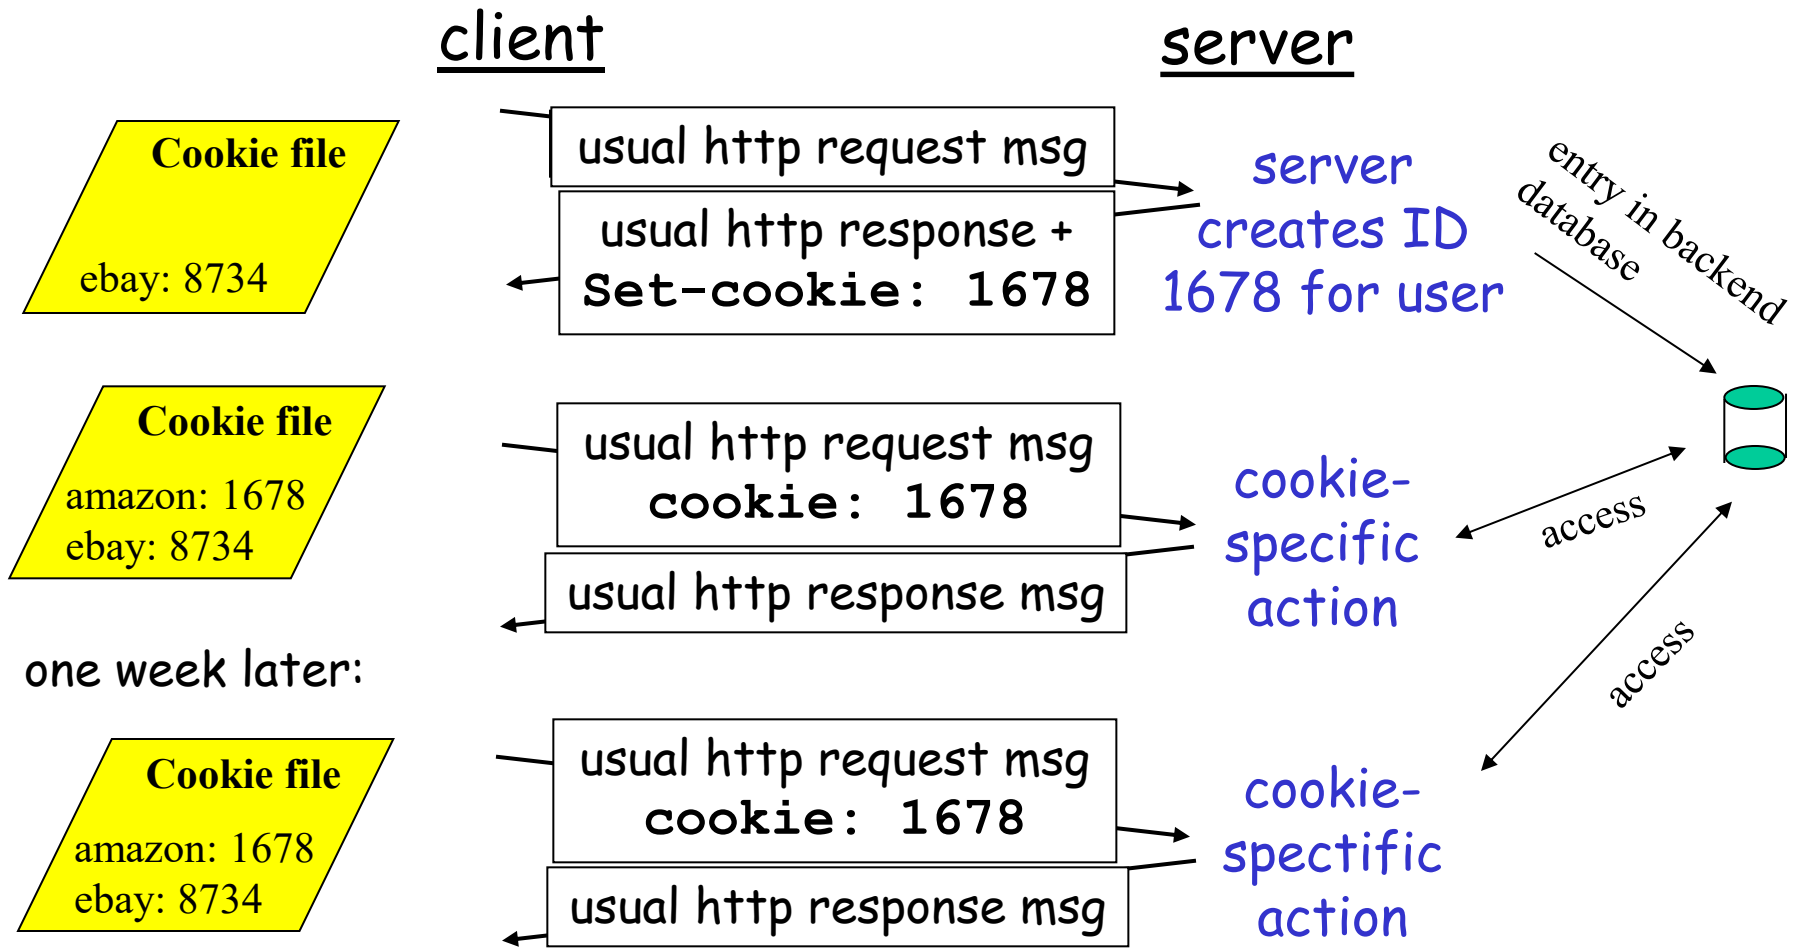 client
server
Cookie file
ebay: 8734
usual http request msg
usual http response +
Set-cookie: 1678
server
creates ID
1678 for user
entry in backend
database
Cookie file
amazon: 1678
ebay: 8734
usual http request msg
cookie: 1678
usual http response msg
cookie-
specific
action
access
one week later:
access
Cookie file
amazon: 1678
ebay: 8734
usual http request msg
cookie: 1678
usual http response msg
cookie-
spectific
action